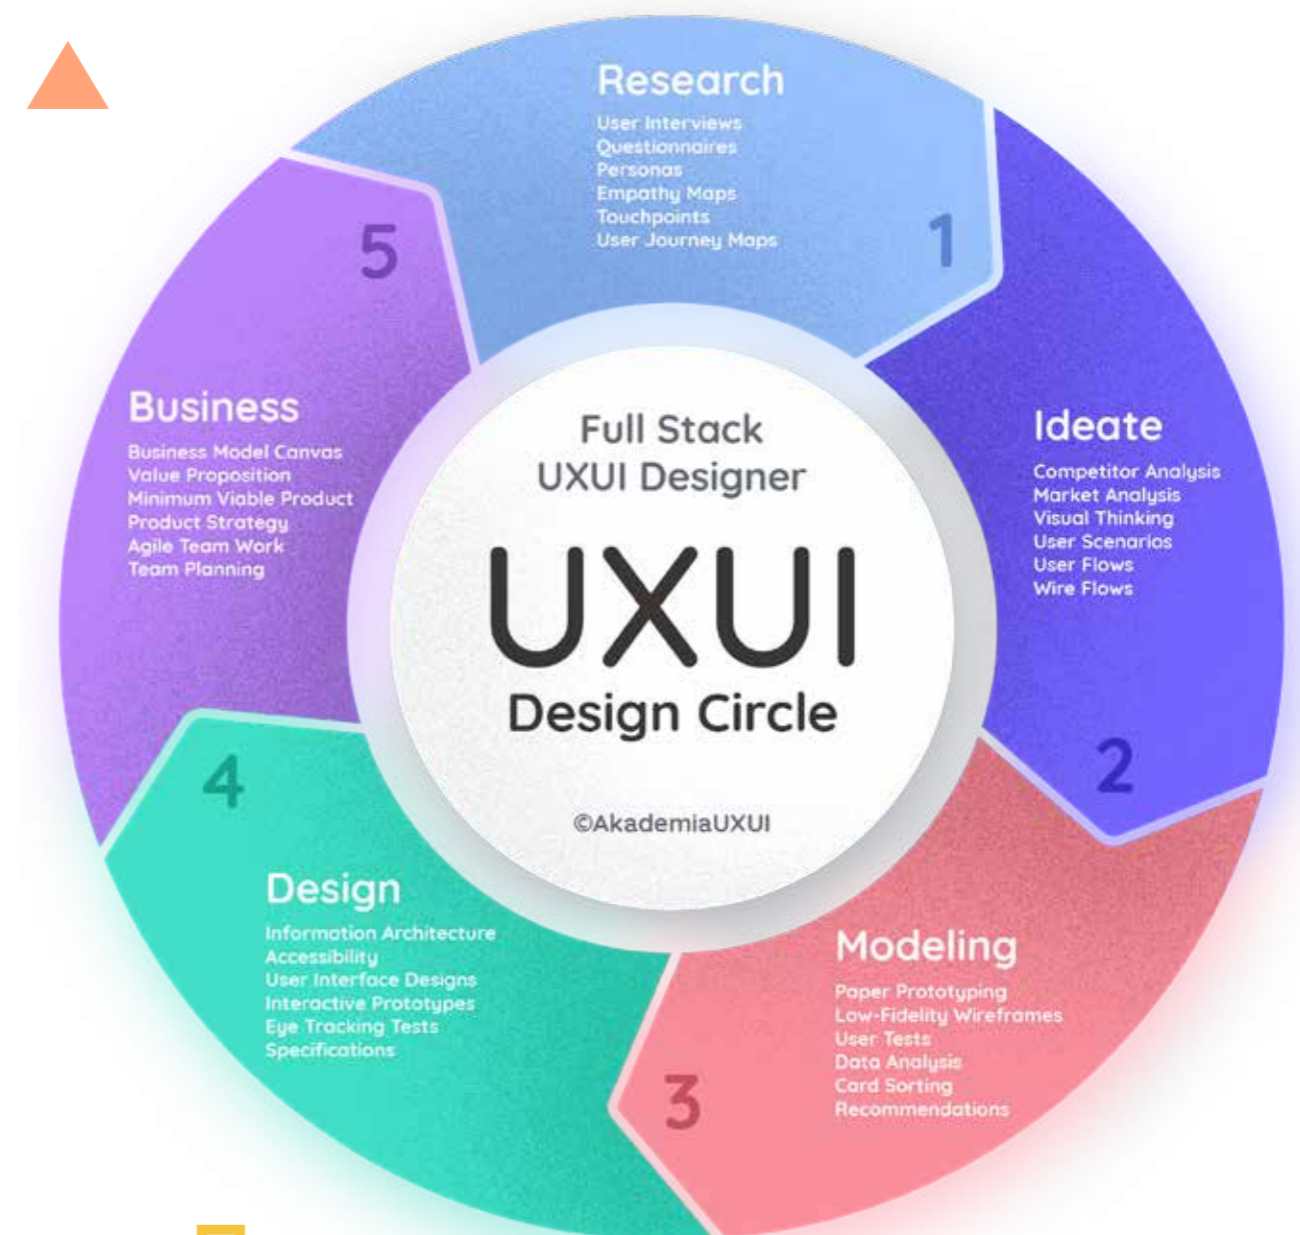 Research
User Interviews
Questionnaires
Personas
Empathy Maps
Touchpoints
User Journey Maps
1
Ideate
Competitor Analysis
Market Analysis
Visual Thinking
User Scenarios
User Flows
Wire Flows
2
Modeling
Paper Prototyping
Low-Fidelity Wireframes
User Tests
Data Analysis
Card Sorting
Recommendations
3
Design
Information Architecture
Accessibility
User Interface Designs
Interactive Prototypes
Eye Tracking Tests
Specifications
4
Business
Business Model Canvas
Value Proposition
Minimum Viable Product
Product Strategy
Agile Team Work
Team Planning
5
Full Stack
UXUI Designer
UXUI
Design Circle
©AkademiaUXUI